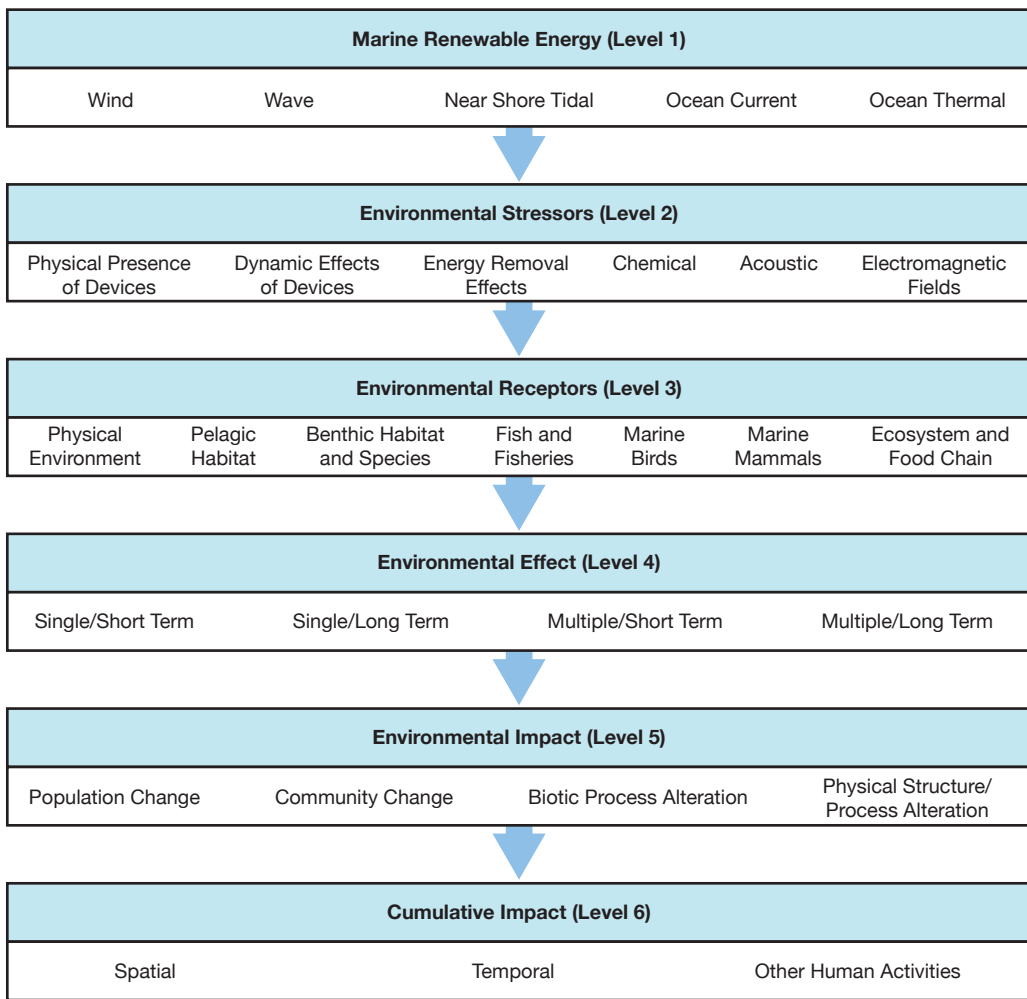 Marine Renewable Energy (Level 1)
Wind Wave Near Shore Tidal Ocean Current Ocean Thermal
Environmental Stressors (Level 2)
Physical Presence Dynamic Effects Energy Removal Chemical Acoustic Electromagnetic
of Devices of Devices Effects Fields
Environmental Receptors (Level 3)
Physical Pelagic Benthic Habitat Fish and Marine Marine Ecosystem and
Environment Habitat and Species Fisheries Birds Mammals Food Chain
Environmental Effect (Level 4)
Single/Short Term Single/Long Term Multiple/Short Term Multiple/Long Term
Environmental Impact (Level 5)
Population Change Community Change Biotic Process Alteration Physical Structure/
Process Alteration
Cumulative Impact (Level 6)
Spatial Temporal Other Human Activities